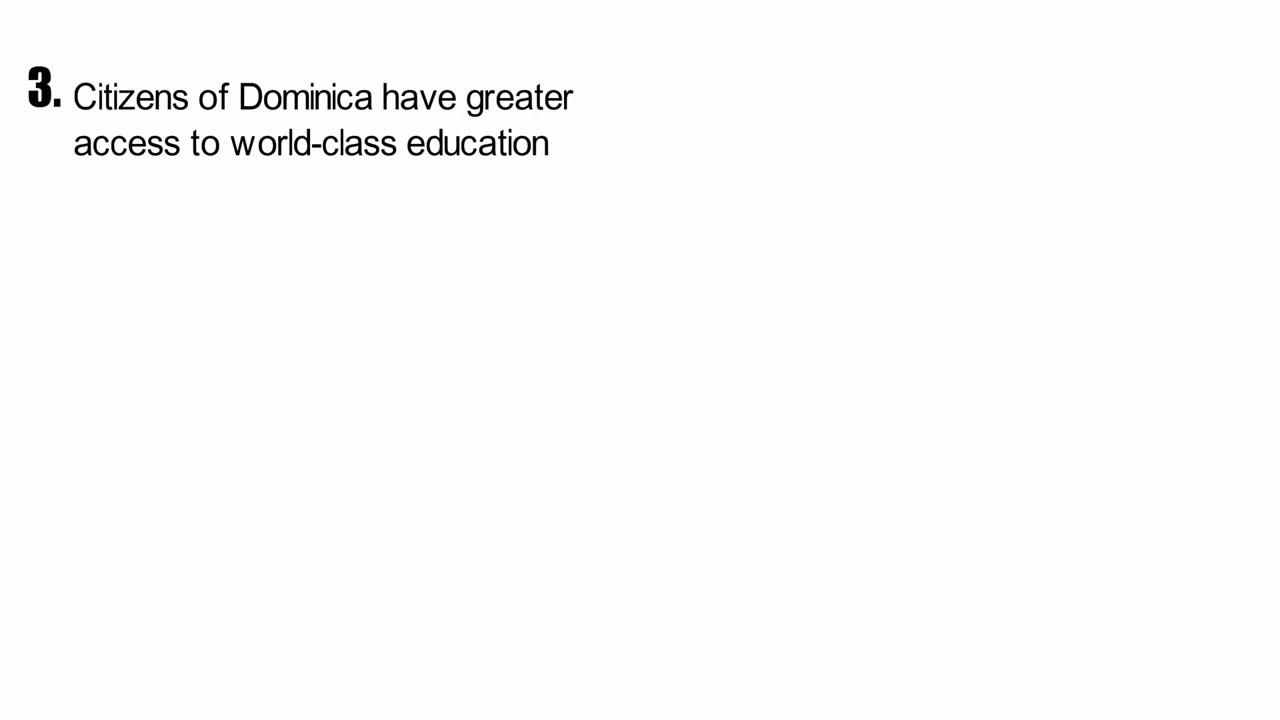 3. Citizens of Dominica have greater
access to world-class education